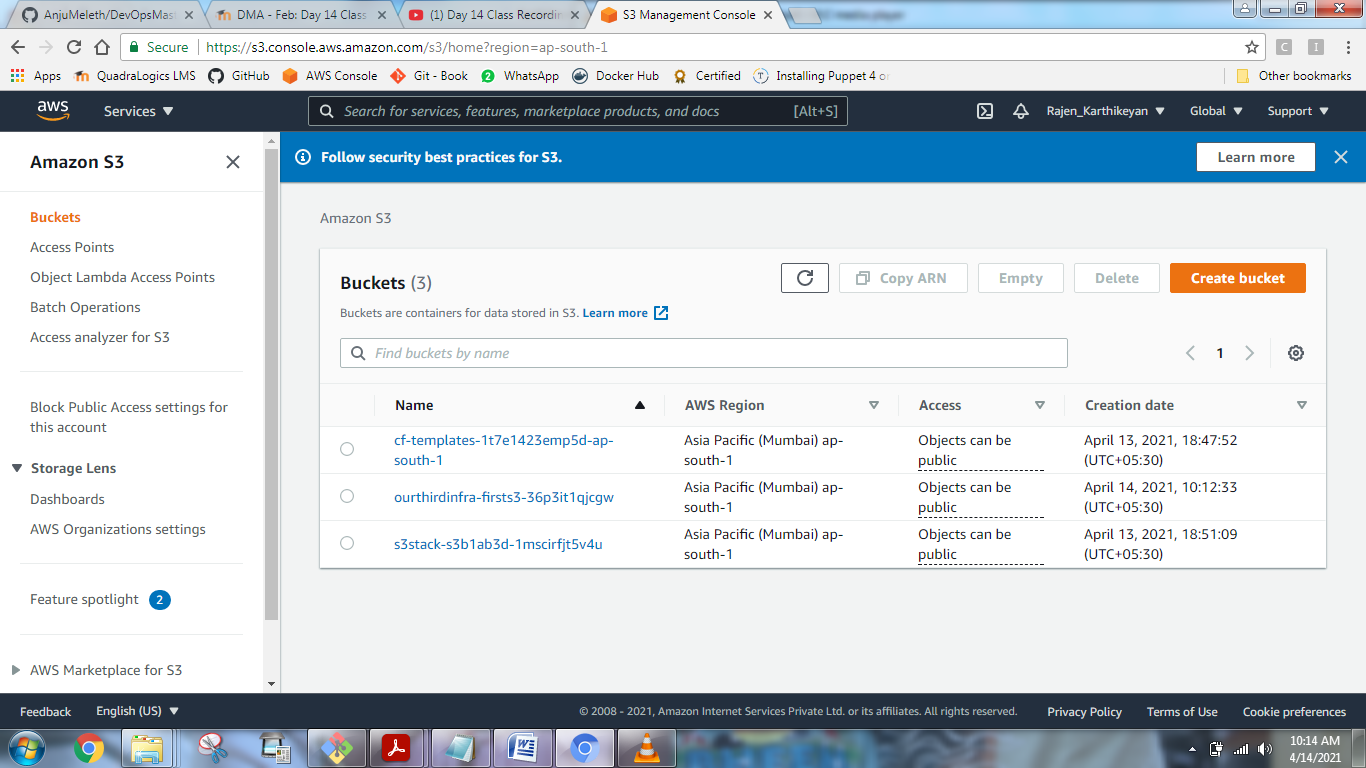 AnjuMeleth/DevOpsMas
DMA - Feb: Day 14 Class
(1) Day 14 Class Recordin
S3 Management Console
Secure https://s3.console.aws.amazon.com/s3/home?region=ap-south-1
Apps QuadraLogics LMS GitHub AWS Console Git - Book 2 WhatsApp Docker Hub Certified Installing Puppet 4 o Other bookmarks
aws Services Search for services, features, marketplace products, and docs [Alt+S] Rajen_Karthikeyan Global Support
Amazon S3
Buckets
Access Points
Object Lambda Access Points
Batch Operations
Access analyzer for S3
Block Public Access settings for
this account
Storage Lens
Dashboards
AWS Organizations settings
Feature spotlight 2
AWS Marketplace for S3
Follow security best practices for S3. Learn more
Amazon S3
Buckets (3) Copy ARN Empty Delete Create bucket
Buckets are containers for data stored in S3. Learn more
Find buckets by name 1
Name AWS Region Access Creation date
cf-templates-1t7e1423emp5d-ap- Asia Pacific (Mumbai) ap- Objects can be April 13, 2021, 18:47:52
south-1 south-1 public (UTC+05:30)
ourthirdinfra-firsts3-36p3it1qjcgw Asia Pacific (Mumbai) ap- Objects can be April 14, 2021, 10:12:33
south-1 public (UTC+05:30)
s3stack-s3b1ab3d-1mscirfjt5v4u Asia Pacific (Mumbai) ap- Objects can be April 13, 2021, 18:51:09
south-1 public (UTC+05:30)
Feedback English (US) © 2008 - 2021, Amazon Internet Services Private Ltd. or its affiliates. All rights reserved. Privacy Policy Terms of Use Cookie preferences
10:14 AM
4/14/2021